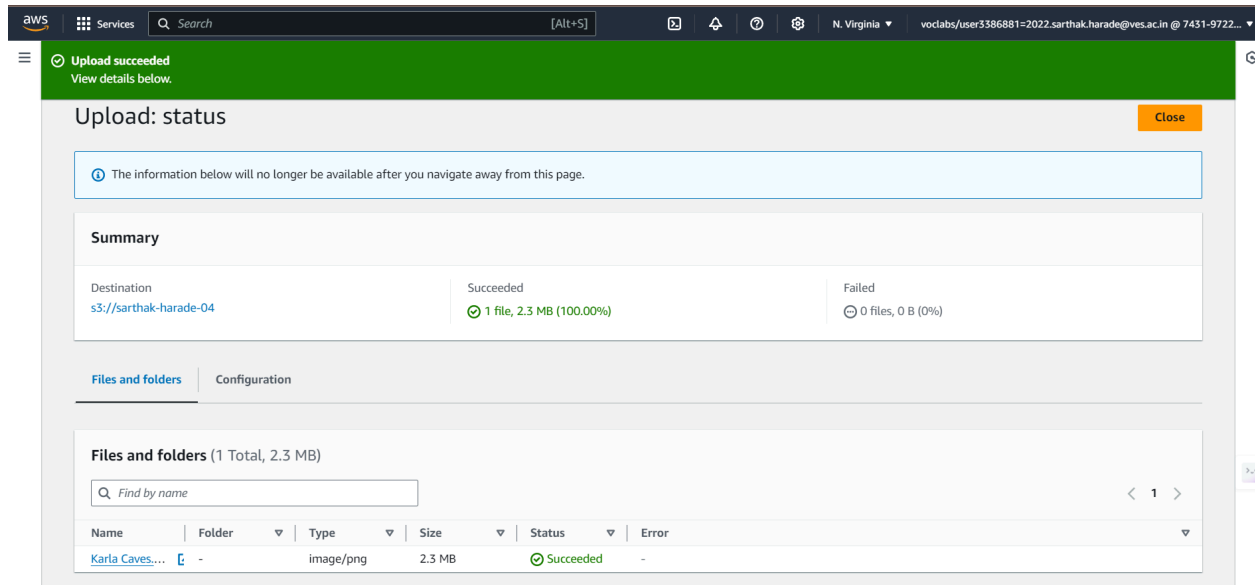 aws Services Search [Alt+S] N. Virginia voclabs/user3386881=2022.sarthak.harade@ves.ac.in @ 7431-9722...
Upload succeeded
View details below.
Upload: status
Close
The information below will no longer be available after you navigate away from this page.
Summary
Destination Succeeded Failed
s3://sarthak-harade-04 1 file, 2.3 MB (100.00%) 0 files, 0 B (0%)
Files and folders Configuration
Files and folders (1 Total, 2.3 MB)
Find by name 1
Name Folder Type Size Status Error
Karla Caves.... - image/png 2.3 MB Succeeded -